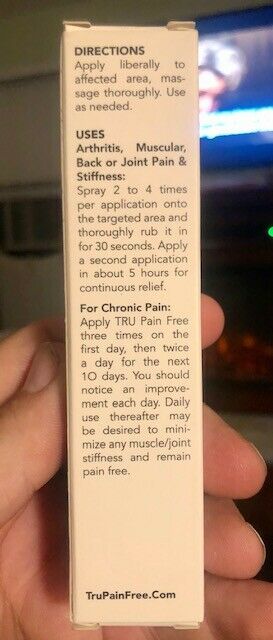 DIRECTIONS
Apply liberally to
affected area, mas-
sage thoroughly. Use
as needed.
USES
Arthritis, Muscular,
Back or Joint Pain &
Stiffness:
Spray 2 to 4 times
per application onto
the targeted area and
thoroughly rub it in
for 30 seconds. Apply
a second application
in about 5 hours for
continuous relief.
For Chronic Pain:
Apply TRU Pain Free
three times on the
first day, then twice
a day for the next
10 days. You should
notice an improve-
ment each day. Daily
use thereafter may
be desired to mini-
mize any muscle/joint
stiffness and remain
pain free.
TruPainFree.Com